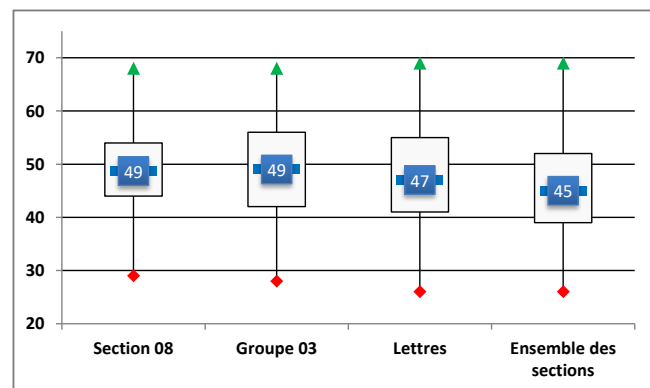 70
60
50
40
30
20
49
49
47
45
Section 08
Groupe 03
Lettres
Ensemble des
sections